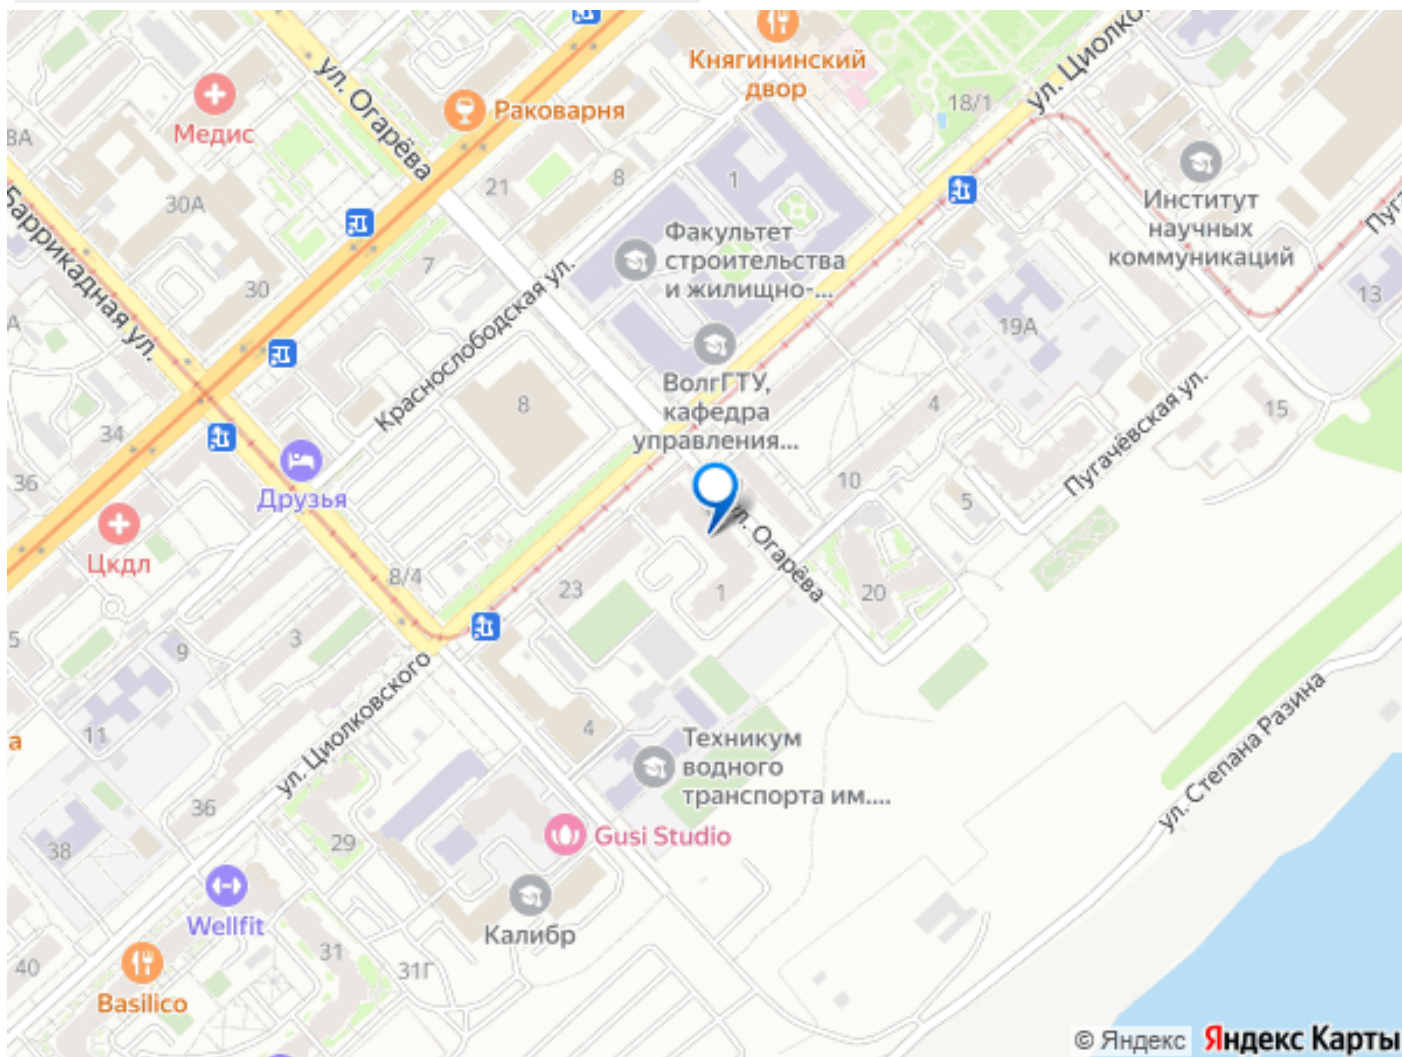 Княгининский
двор
ул. Циолко
ул. Огарёва
Медис
Раковарня
18/1
8А
30А
21
8
1
Институт
научных
коммуникаций
Пуга
Баррикадная ул.
Факультет
строительства
и жилищно-...
7
30
13
А
Краснослободская ул.
19А
ВолгГТУ,
кафедра
управления...
8
4
15
34
Пугачёвская ул.
36
Друзья
10
5
Цкдл
ул. Огарёва
8/4
23
1
20
5
3
9
ул. Циолковского
ул. Степана Разина
а
11
4
Техникум
водного
транспорта им....
36
29
Gusi Studio
38
Wellfit
Калибр
31
31Г
40
Basilico
© Яндекс Яндекс Карты